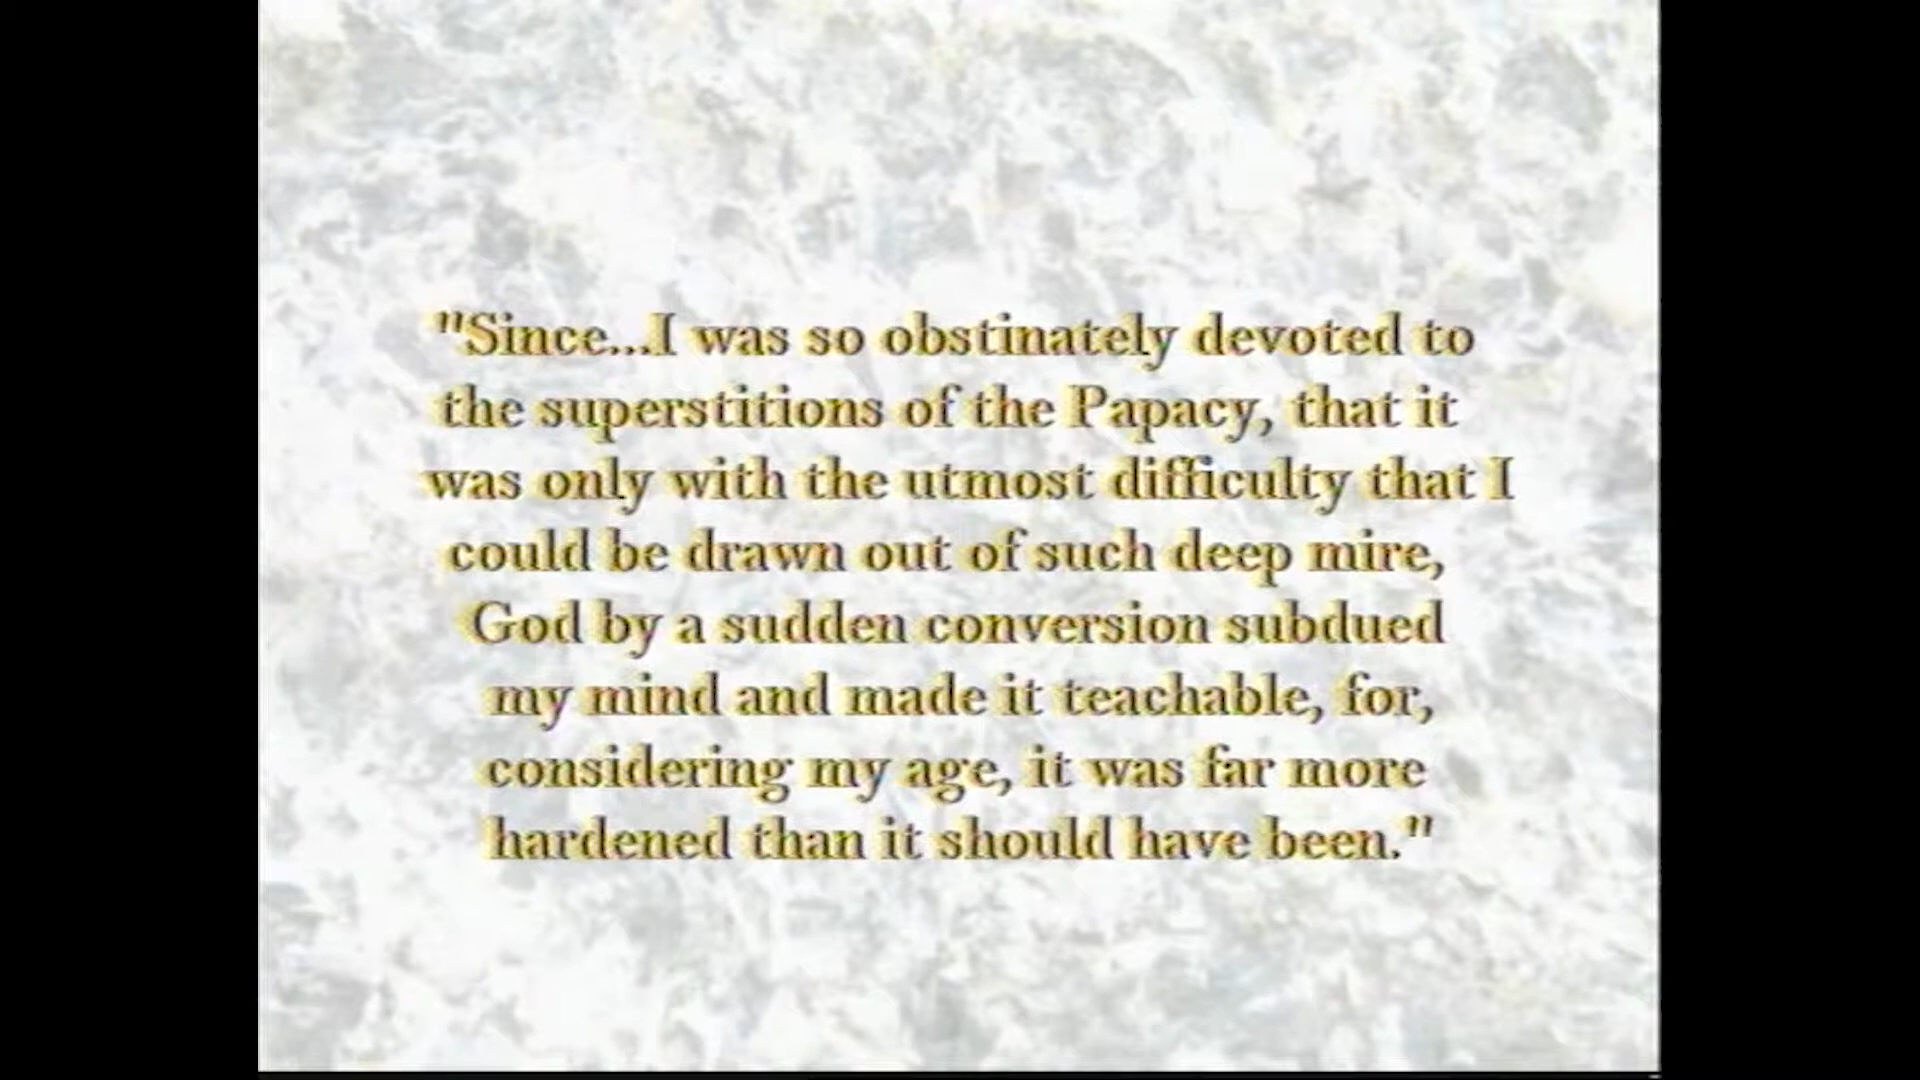 "Since...I was so obstinately devoted to
the superstitions of the Papacy, that it
was only with the utmost difficulty that I
could be drawn out of such deep mire,
God by a sudden conversion subdued
my mind and made it teachable, for,
considering my age, it was far more
hardened than it should have been."